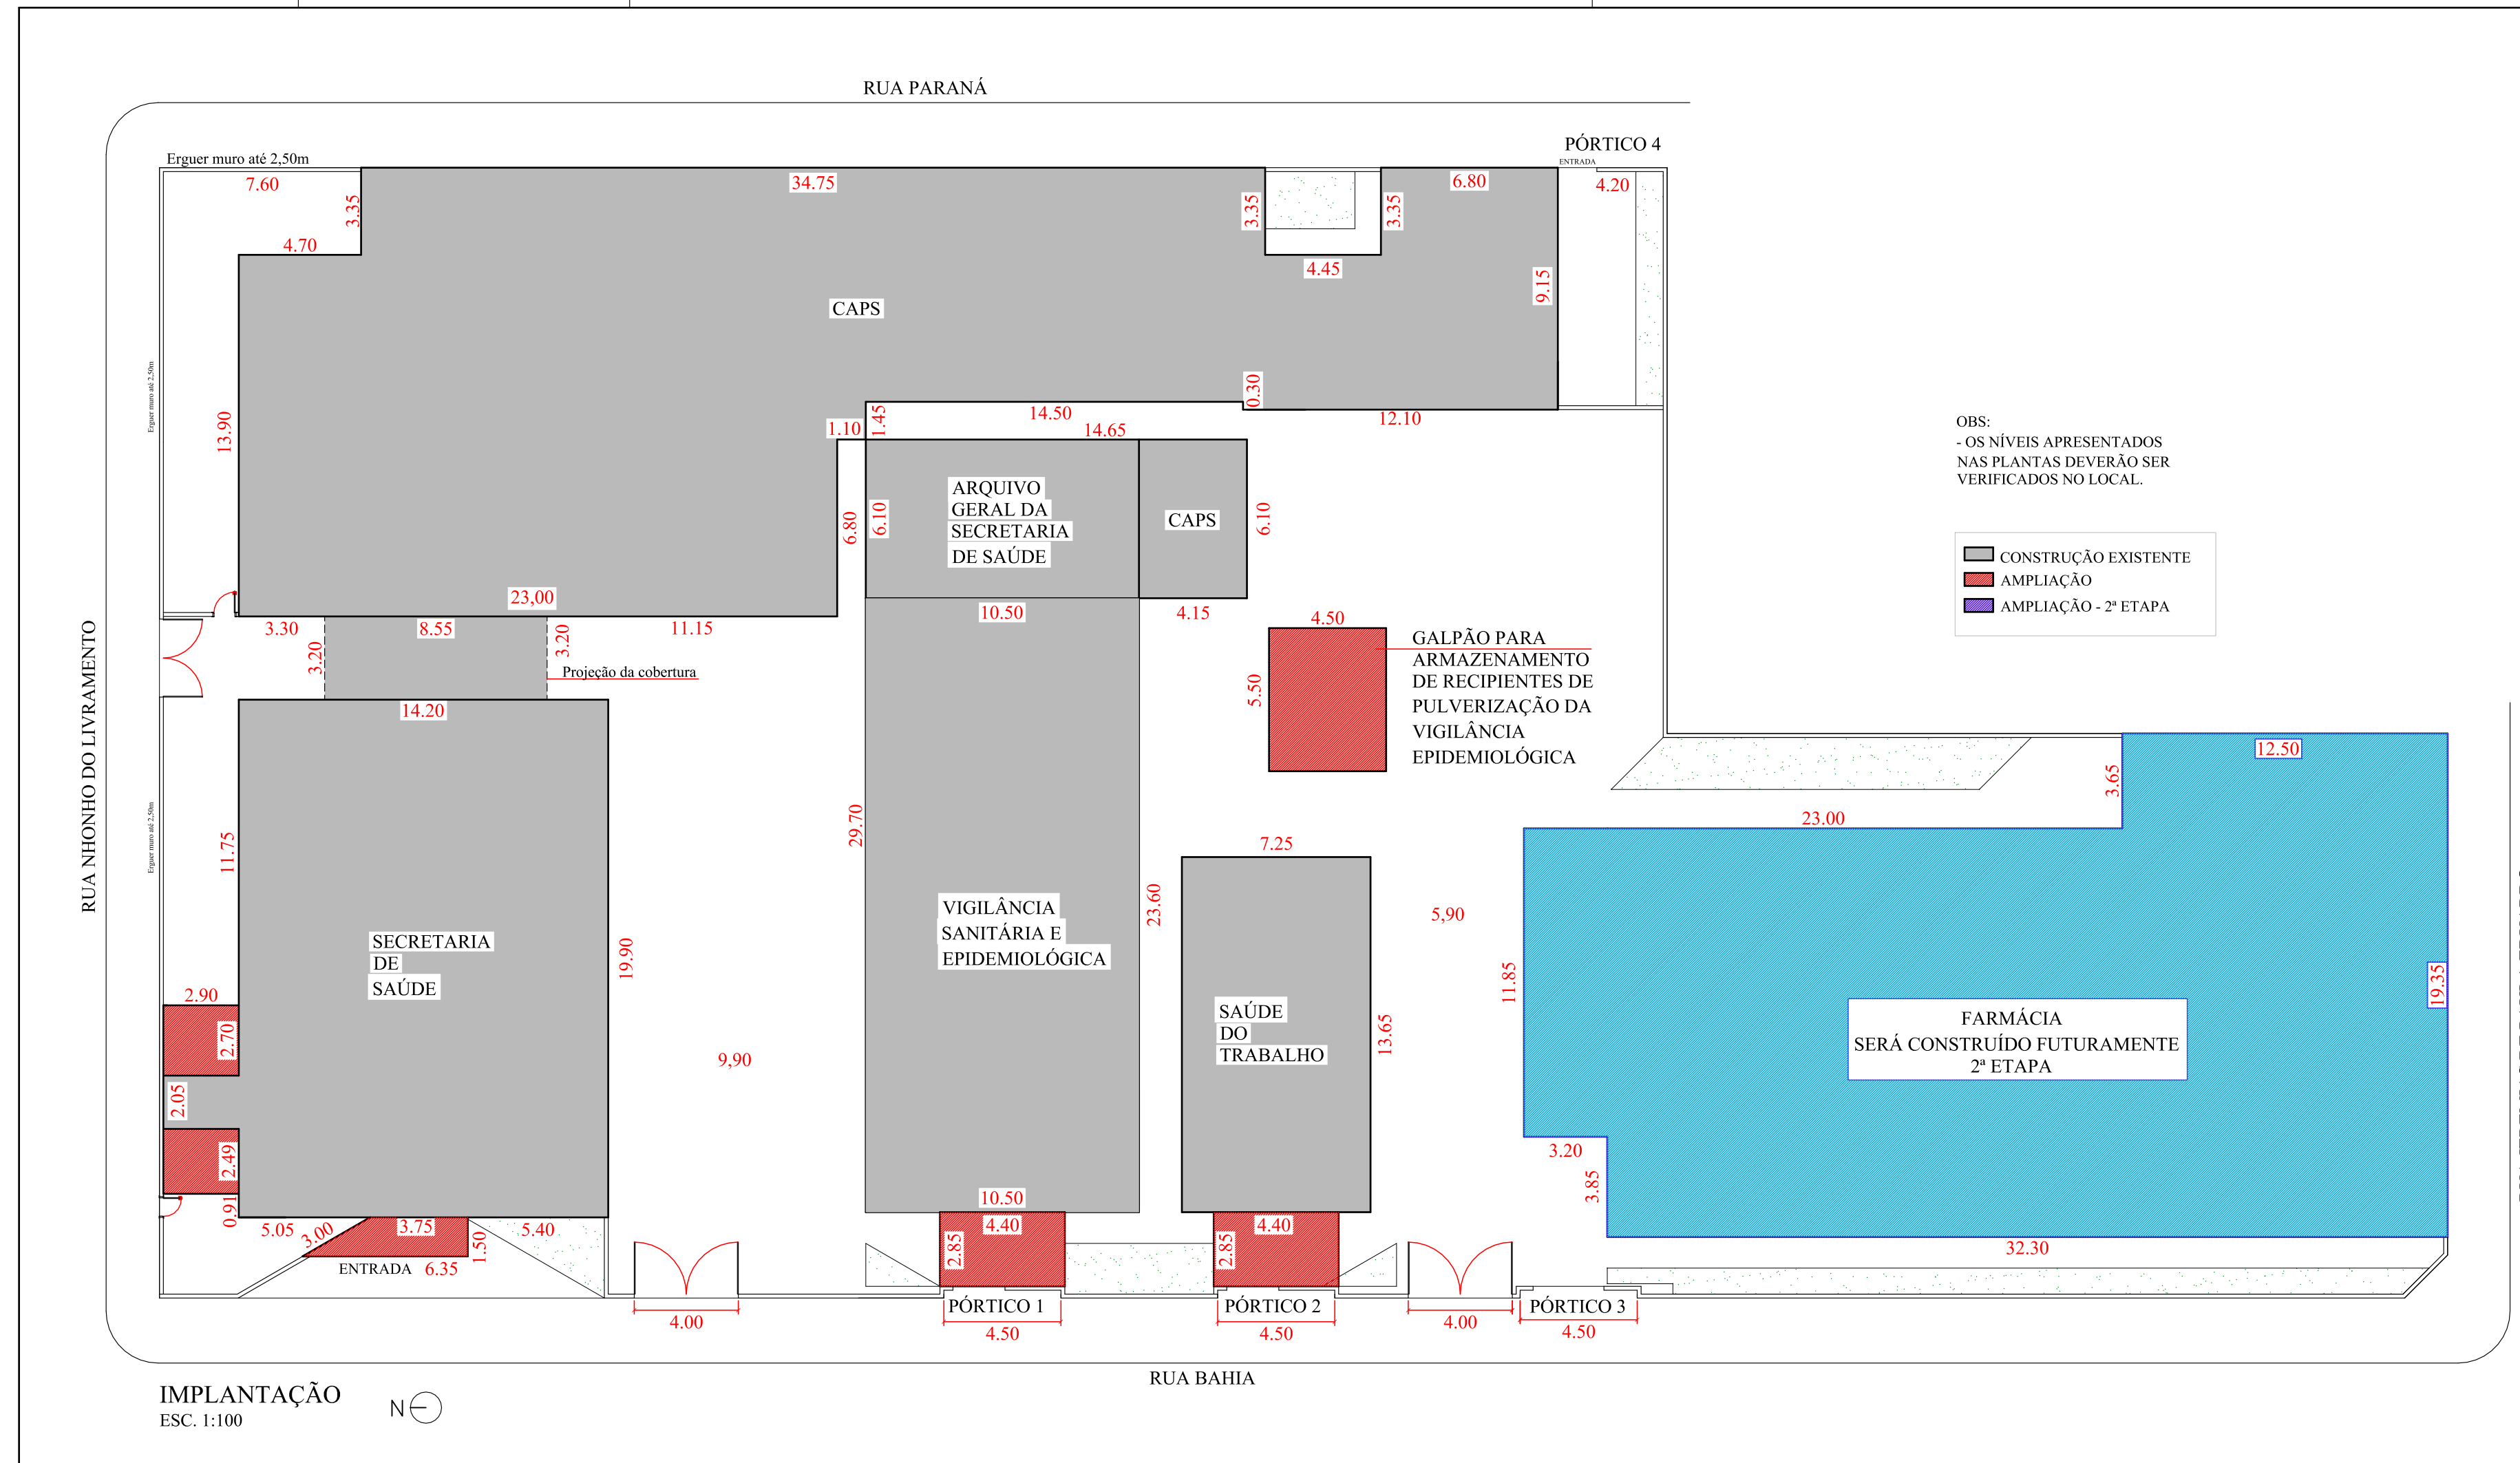 RUA PARANÁ
PÓRTICO 4
ENTRADA
Erguer muro até 2,50m
7.60
34.75
6.80
4.20
3.35
3.35
3.35
4.70
4.45
9.15
CAPS
0.30
14.50
1.45
12.10
1.10
14.65
Erguer muro até 2,50m
13.90
OBS:
- OS NÍVEIS APRESENTADOS
NAS PLANTAS DEVERÃO SER
VERIFICADOS NO LOCAL.
ARQUIVO
GERAL DA
SECRETARIA
DE SAÚDE
CAPS
6.80
6.10
6.10
CONSTRUÇÃO EXISTENTE
AMPLIAÇÃO
AMPLIAÇÃO - 2ª ETAPA
23,00
10.50
4.15
4.50
3.30
8.55
11.15
3.20
3.20
Projeção da cobertura
GALPÃO PARA
ARMAZENAMENTO
DE RECIPIENTES DE
PULVERIZAÇÃO DA
VIGILÂNCIA
EPIDEMIOLÓGICA
5.50
RUA NHONHO DO LIVRAMENTO
14.20
12.50
3.65
23.00
Erguer muro até 2,50m
11.75
29.70
7.25
23.60
5,90
VIGILÂNCIA
SANITÁRIA E
EPIDEMIOLÓGICA
SECRETARIA
DE
SAÚDE
19.90
11.85
19.35
2.90
2.70
SAÚDE
DO
TRABALHO
13.65
FARMÁCIA
SERÁ CONSTRUÍDO FUTURAMENTE
2ª ETAPA
9,90
2.05
2.49
3.20
3.85
0.91
10.50
5.05
3.00
3.75
5.40
1.50
4.40
2.85
4.40
2.85
32.30
ENTRADA
6.35
PÓRTICO 1
PÓRTICO 2
PÓRTICO 3
4.00
4.50
4.50
4.00
4.50
RUA BAHIA
IMPLANTAÇÃO
ESC. 1:100
N